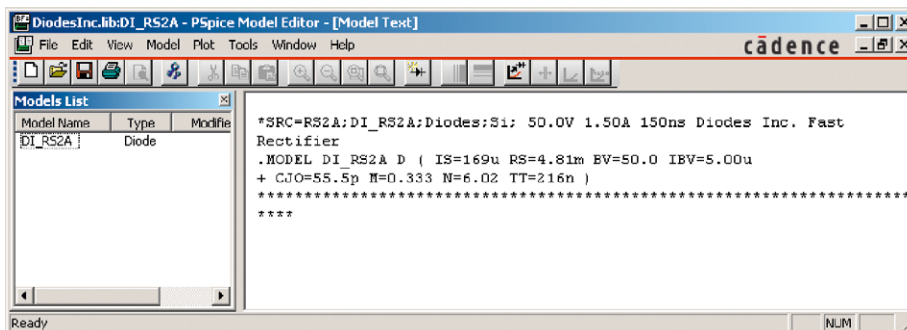 DiodesInc.lib:DI_RS2A - PSpice Model Editor - [Model Text]
File Edit View Model Plot Tools Window Help
cādence
Models List
Model Name Type Modifie
DI_RS2A Diode
*SRC=RS2A;DI_RS2A;Diodes;Si; 50.0V 1.50A 150ns Diodes Inc. Fast
Rectifier
.MODEL DI_RS2A D ( IS=169u RS=4.81m BV=50.0 IBV=5.00u
+ CJO=55.5p M=0.333 N=6.02 TT=216n )
**********************************************************************
****
Ready NUM